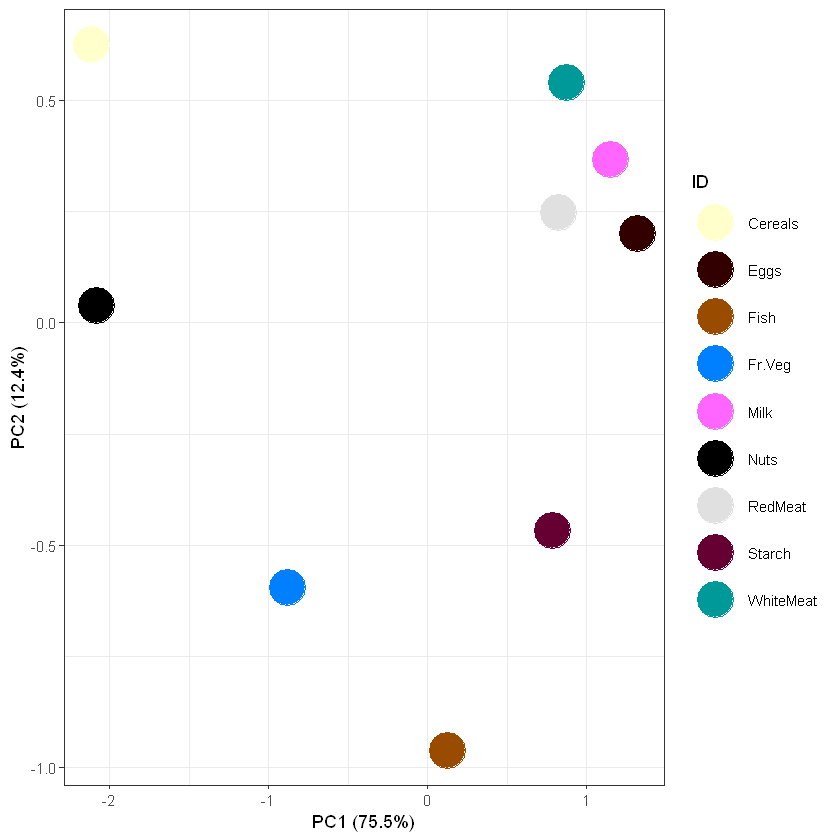 0.5
0.0
-0.5
-1.0
PC2 (12.4%)
-2
-1
0
1
PC1 (75.5%)
ID
Cereals
Eggs
Fish
Fr.Veg
Milk
Nuts
RedMeat
Starch
WhiteMeat